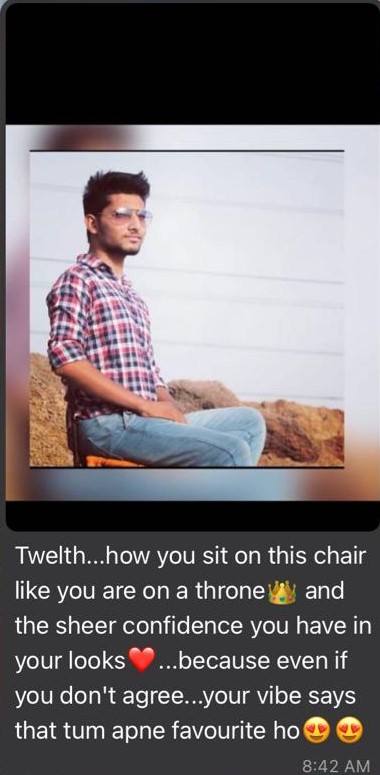 Twelth...how you sit on this chair
like you are on a throne👑 and
the sheer confidence you have in
your looks❤️...because even if
you don't agree...your vibe says
that tum apne favourite ho😍😍
8:42 AM